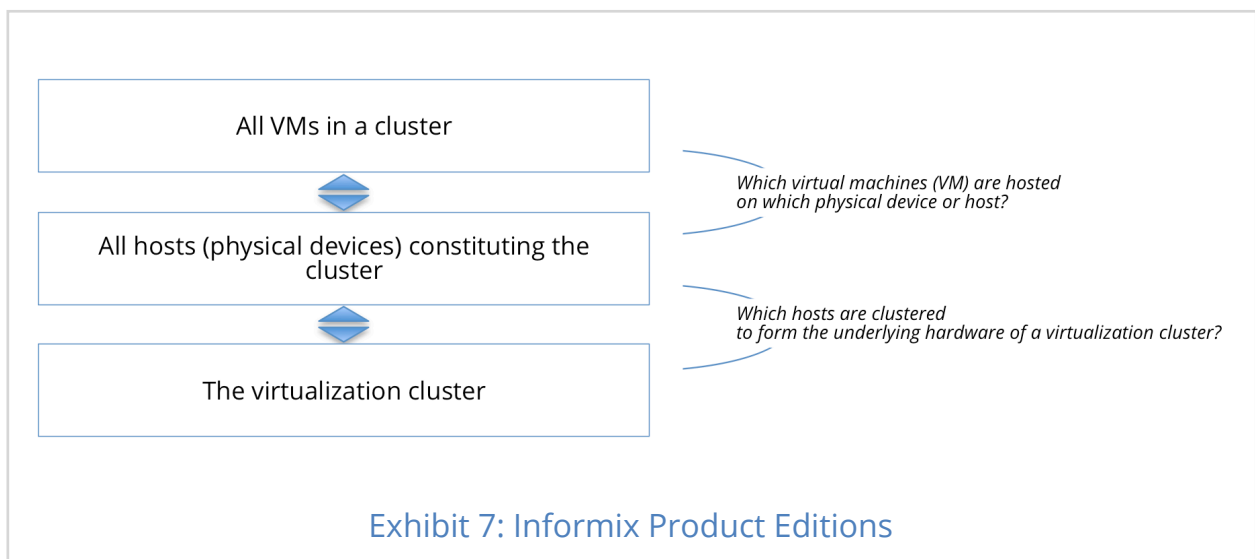 All VMs in a cluster
Which virtual machines (VM) are hosted
on which physical device or host?
All hosts (physical devices) constituting the
cluster
Which hosts are clustered
to form the underlying hardware of a virtualization cluster?
The virtualization cluster
Exhibit 7: Informix Product Editions